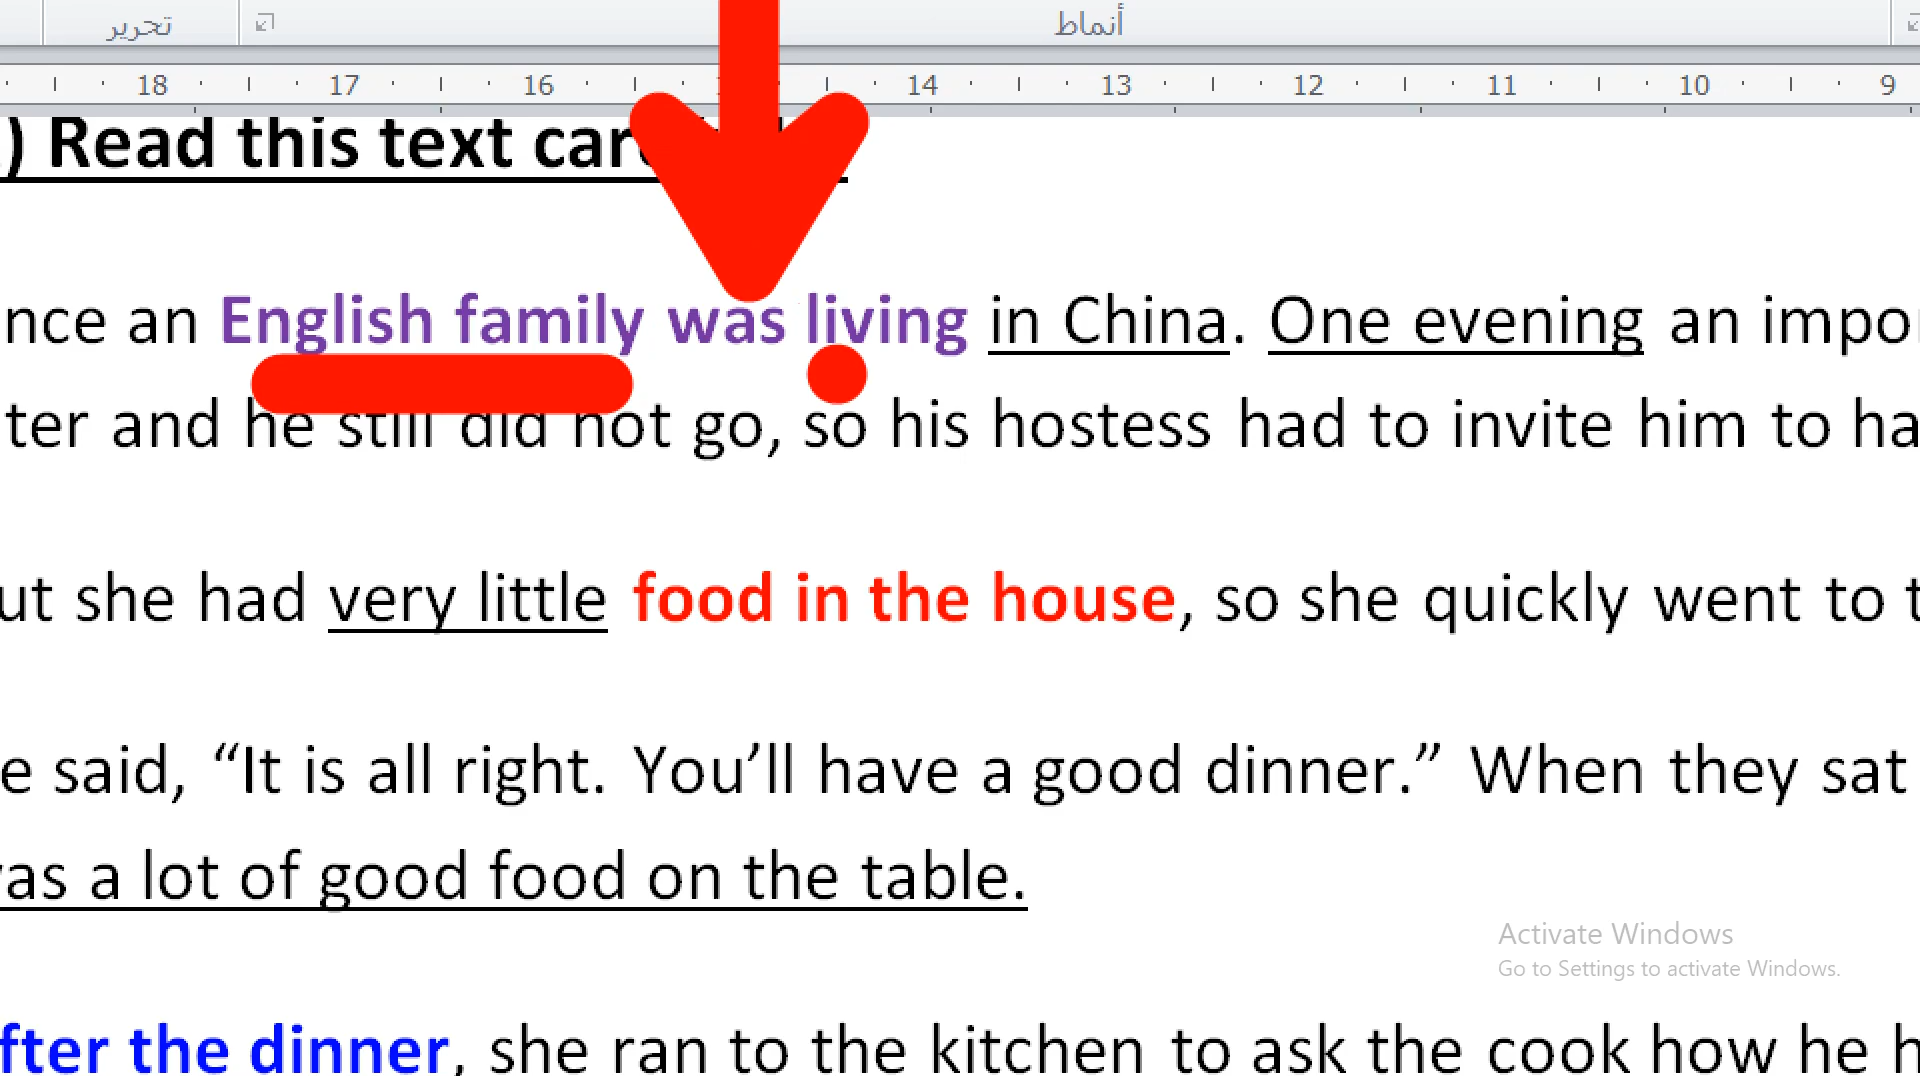 تحرير أنماط
18 17 16 14 13 12 11 10 9
) Read this text
nce an English family was living in China. One evening an impo
ter and he still did not go, so his hostess had to invite him to ha
ut she had very little food in the house, so she quickly went to t
e said, “It is all right. You’ll have a good dinner.” When they sat
as a lot of good food on the table.
Activate Windows
Go to Settings to activate Windows.
fter the dinner, she ran to the kitchen to ask the cook how he h